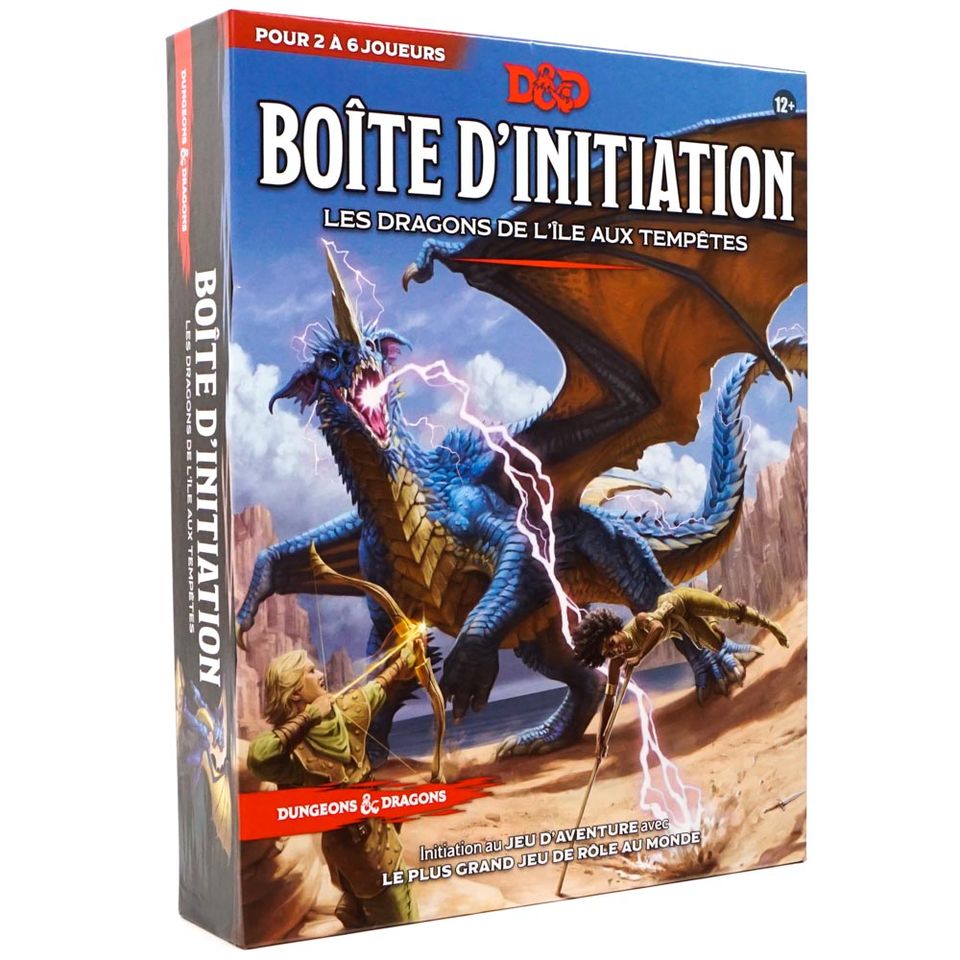 POUR 2 À 6 JOUEURS
D&D
12+
BOÎTE D'INITIATION
LES DRAGONS DE L'ÎLE AUX TEMPÊTES
DUNGEONS & DRAGONS
Initiation au JEU D'AVENTURE avec
LE PLUS GRAND JEU DE RÔLE AU MONDE
DUNGEONS & DRAGONS
BOÎTE D'INITIATION
LES DRAGONS DE L'ÎLE AUX TEMPÊTES